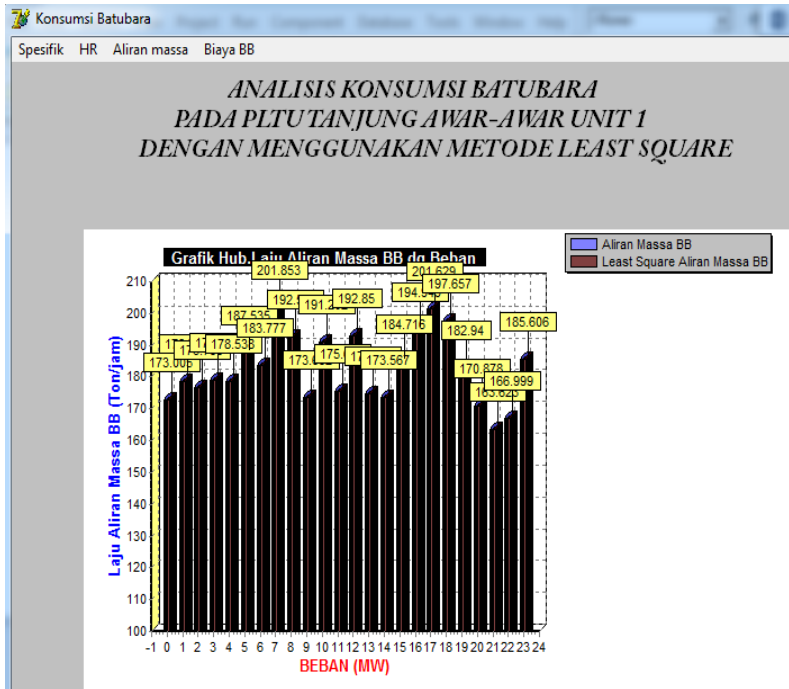 Konsumsi Batubara
Spesifik HR Aliran massa Biaya BB
ANALISIS KONSUMSI BATUBARA
PADA PLTU TANJUNG AWAR-AWAR UNIT 1
DENGAN MENGGUNAKAN METODE LEAST SQUARE
Aliran Massa BB
Least Square Aliran Massa BB
Grafik Hub.Laju Aliran Massa BB dg Beban
201.853
201.629
197.657
192.85
187.535
183.777
184.716
182.94
185.606
178.538
173.005
173.567
170.878
166.999
210
200
190
180
170
160
150
140
130
120
110
100
Laju Aliran Massa BB (Ton/jam)
-1 0 1 2 3 4 5 6 7 8 9 10 11 12 13 14 15 16 17 18 19 20 21 22 23 24
BEBAN (MW)